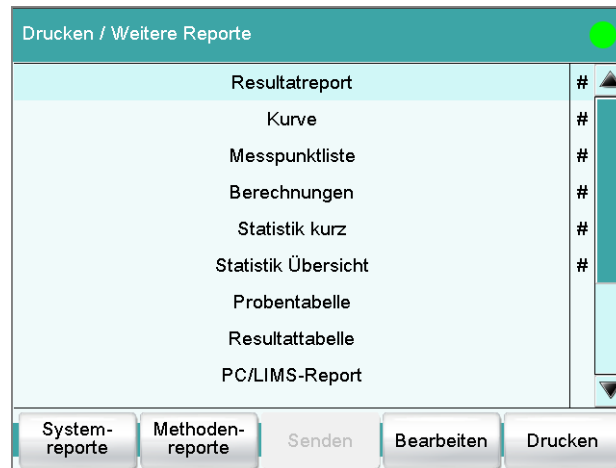 Drucken / Weitere Reporte
Resultatreport #
Kurve #
Messpunktliste #
Berechnungen #
Statistik kurz #
Statistik Übersicht #
Probentabelle
Resultattabelle
PC/LIMS-Report
System-
reporte
Methoden-
reporte
Senden
Bearbeiten
Drucken